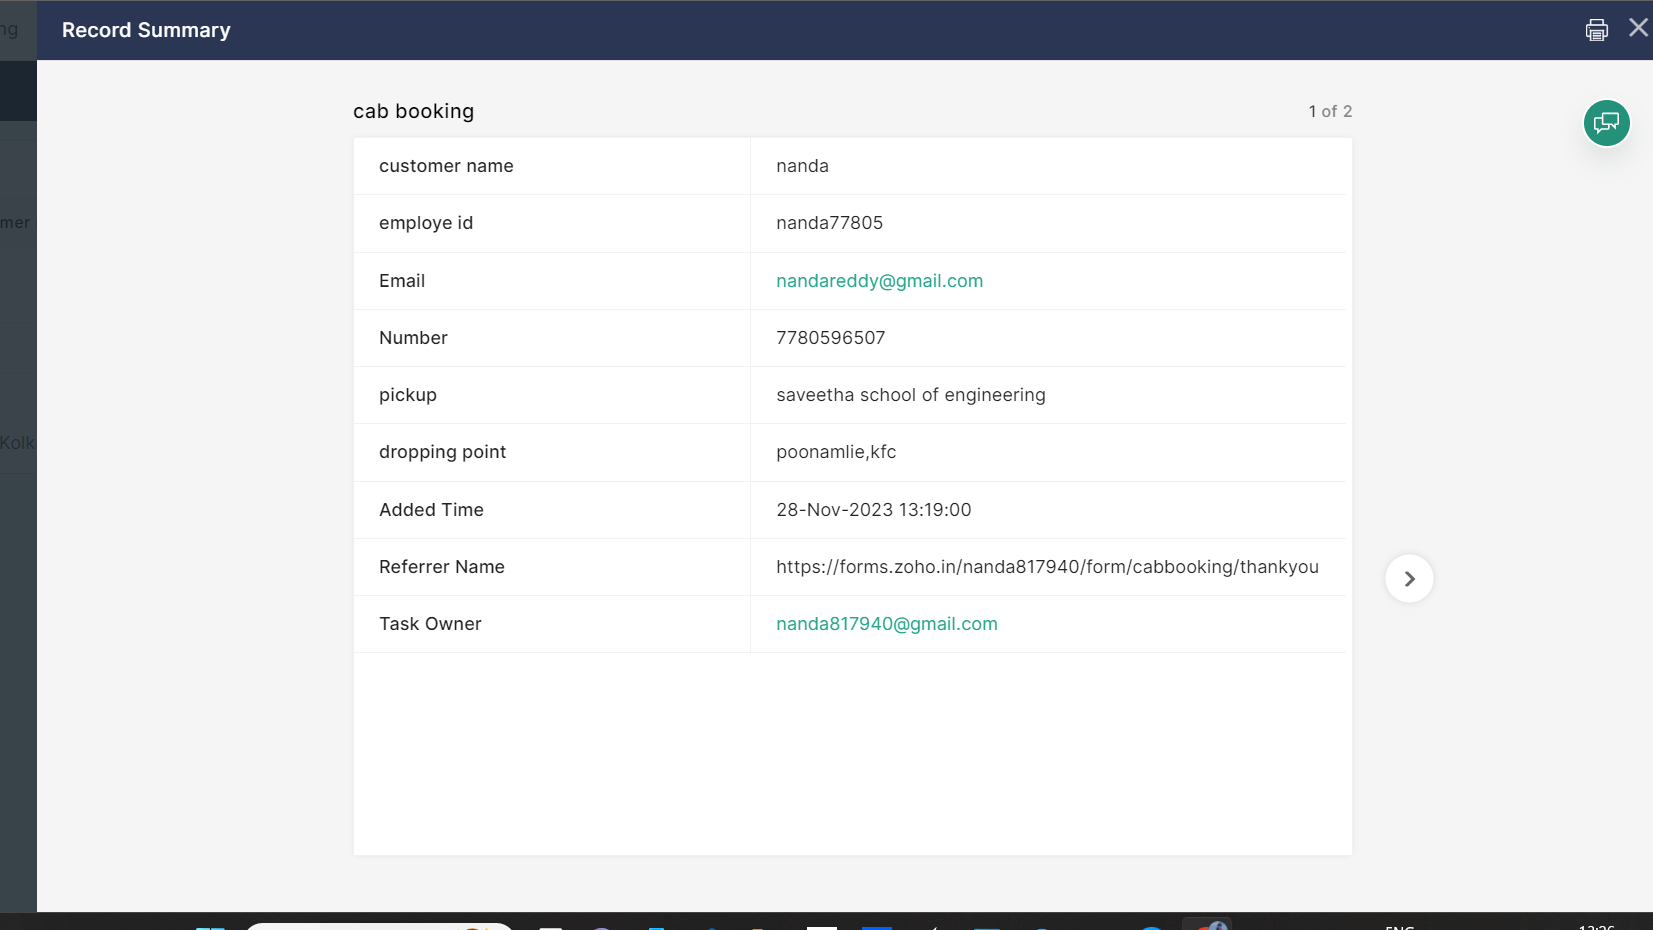 ng
Record Summary
cab booking
1 of 2
customer name nanda
employe id nanda77805
mer
Email nandareddy@gmail.com
Number 7780596507
pickup saveetha school of engineering
Kolk
dropping point poonamlie,kfc
Added Time 28-Nov-2023 13:19:00
Referrer Name https://forms.zoho.in/nanda817940/form/cabbooking/thankyou
Task Owner nanda817940@gmail.com